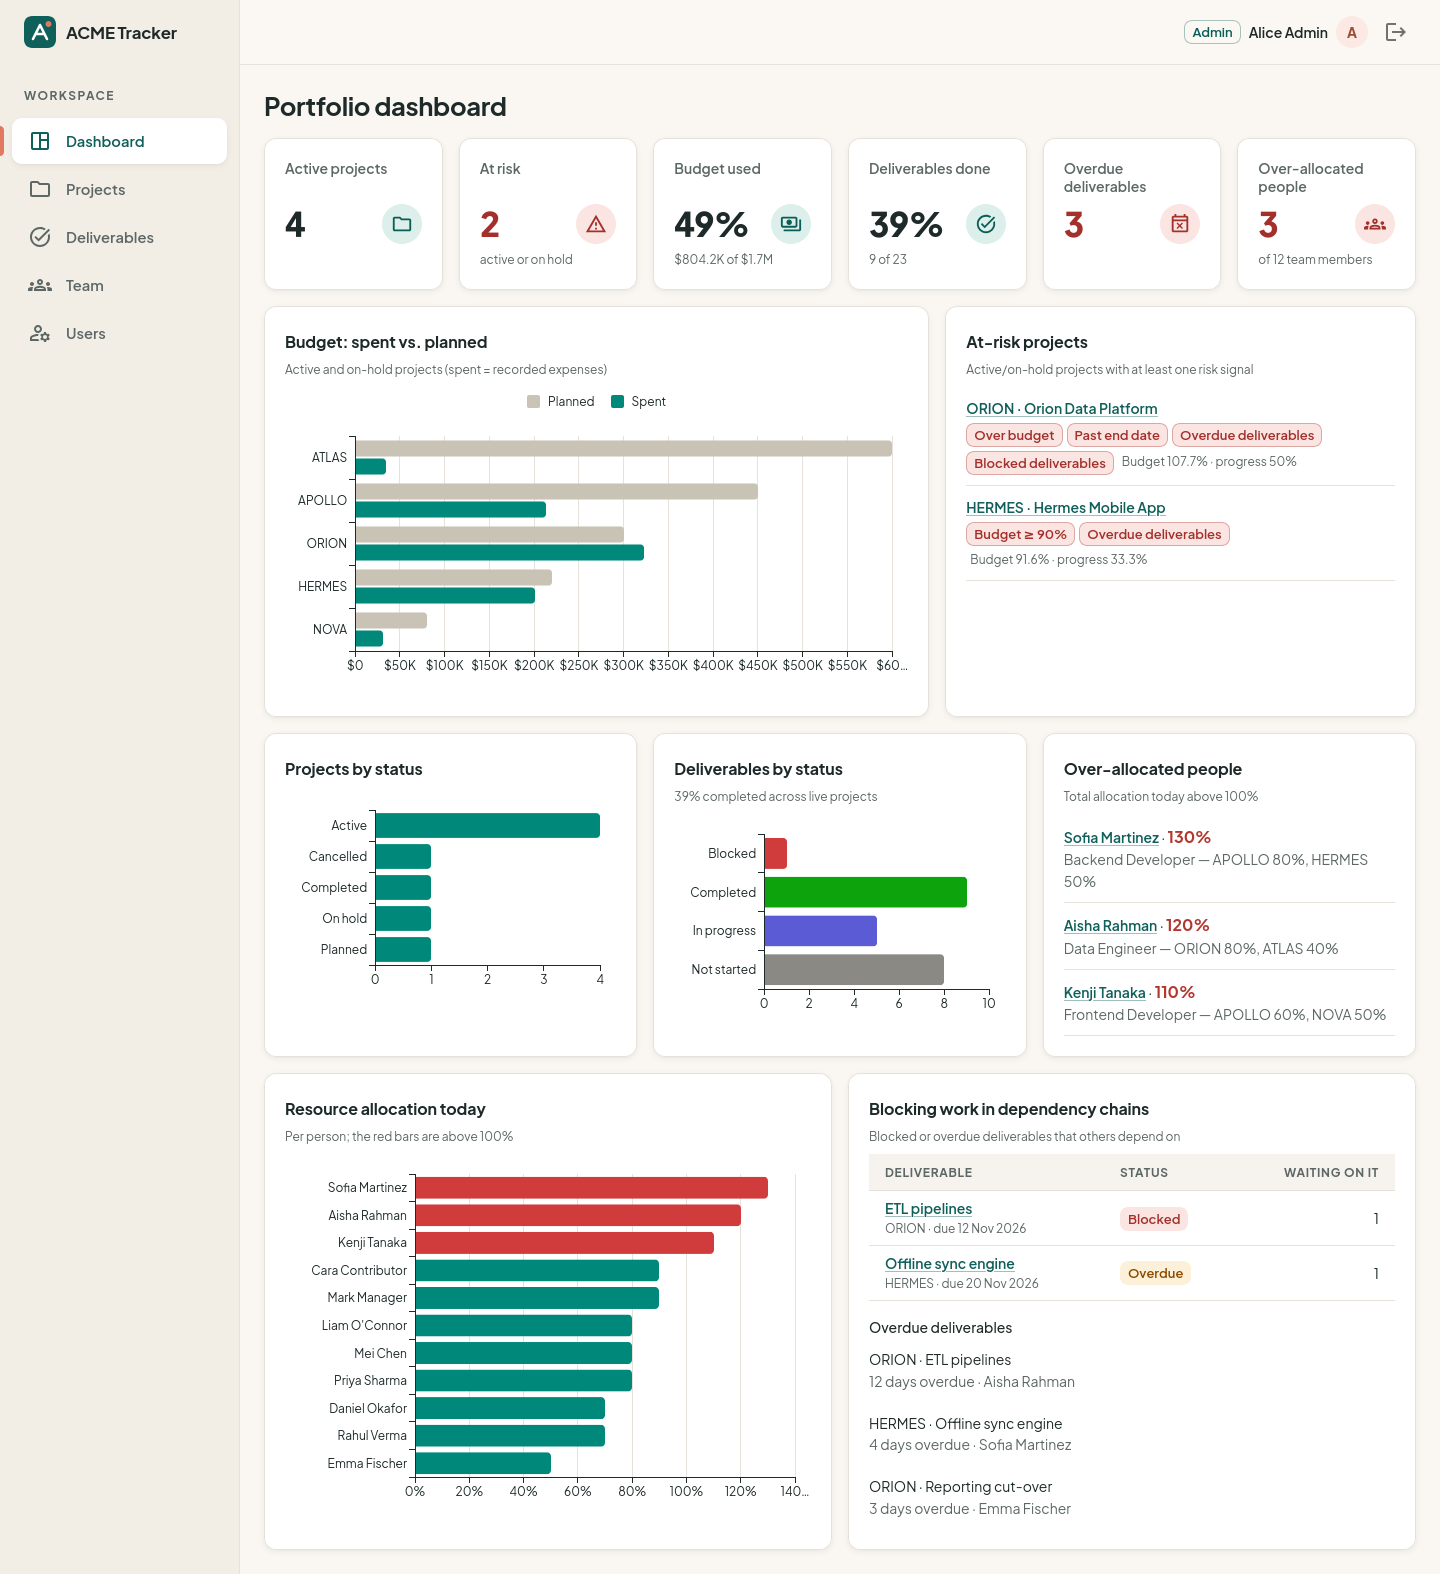 ACME Tracker
Admin Alice Admin A
WORKSPACE
Dashboard
Projects
Deliverables
Team
Users
Portfolio dashboard
Active projects
4
At risk
2
active or on hold
Budget used
49%
$804.2K of $1.7M
Deliverables done
39%
9 of 23
Overdue
deliverables
3
Over-allocated
people
3
of 12 team members
Budget: spent vs. planned
Active and on-hold projects (spent = recorded expenses)
Planned Spent
ATLAS
APOLLO
ORION
HERMES
NOVA
$0 $50K $100K $150K $200K $250K $300K $350K $400K $450K $500K $550K $60...
At-risk projects
Active/on-hold projects with at least one risk signal
ORION · Orion Data Platform
Over budget Past end date Overdue deliverables
Blocked deliverables Budget 107.7% · progress 50%
HERMES · Hermes Mobile App
Budget ≥ 90% Overdue deliverables
Budget 91.6% · progress 33.3%
Projects by status
Active
Cancelled
Completed
On hold
Planned
0 1 2 3 4
Deliverables by status
39% completed across live projects
Blocked
Completed
In progress
Not started
0 2 4 6 8 10
Over-allocated people
Total allocation today above 100%
Sofia Martinez · 130%
Backend Developer — APOLLO 80%, HERMES
50%
Aisha Rahman · 120%
Data Engineer — ORION 80%, ATLAS 40%
Kenji Tanaka · 110%
Frontend Developer — APOLLO 60%, NOVA 50%
Resource allocation today
Per person; the red bars are above 100%
Sofia Martinez
Aisha Rahman
Kenji Tanaka
Cara Contributor
Mark Manager
Liam O'Connor
Mei Chen
Priya Sharma
Daniel Okafor
Rahul Verma
Emma Fischer
0% 20% 40% 60% 80% 100% 120% 140...
Blocking work in dependency chains
Blocked or overdue deliverables that others depend on
DELIVERABLE STATUS WAITING ON IT
ETL pipelines
ORION · due 12 Nov 2026
Blocked 1
Offline sync engine
HERMES · due 20 Nov 2026
Overdue 1
Overdue deliverables
ORION · ETL pipelines
12 days overdue · Aisha Rahman
HERMES · Offline sync engine
4 days overdue · Sofia Martinez
ORION · Reporting cut-over
3 days overdue · Emma Fischer